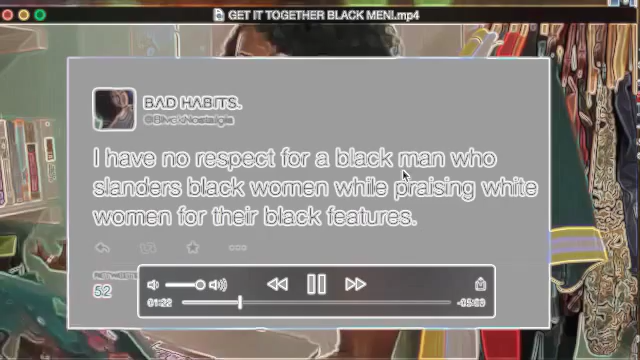 GET IT TOGETHER BLACK MEN!.mp4
BAD HABITS.
@BlvckNostalgia
I have no respect for a black man who
slanders black women while praising white
women for their black features.
52
01:22